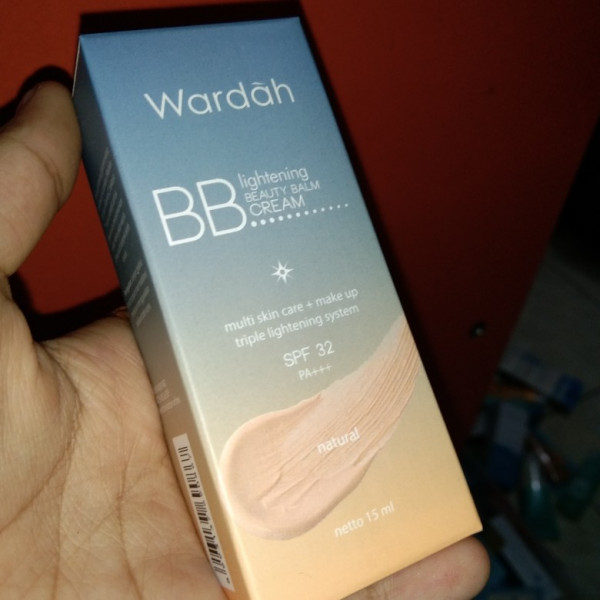 Wardãh
BB
lightening
BEAUTY BALM
CREAM
multi skin care + make up
triple lightening system
SPF 32
PA+++
natural
netto 15 ml